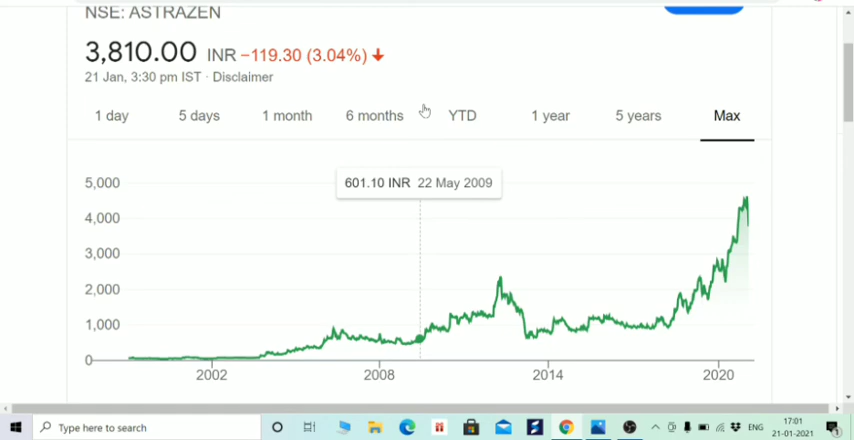 NSE: ASTRAZEN
3,810.00 INR −119.30 (3.04%)
21 Jan, 3:30 pm IST · Disclaimer
1 day 5 days 1 month 6 months YTD 1 year 5 years Max
601.10 INR 22 May 2009
5,000
4,000
3,000
2,000
1,000
0
2002 2008 2014 2020
Type here to search
ENG
17:01
21-01-2021